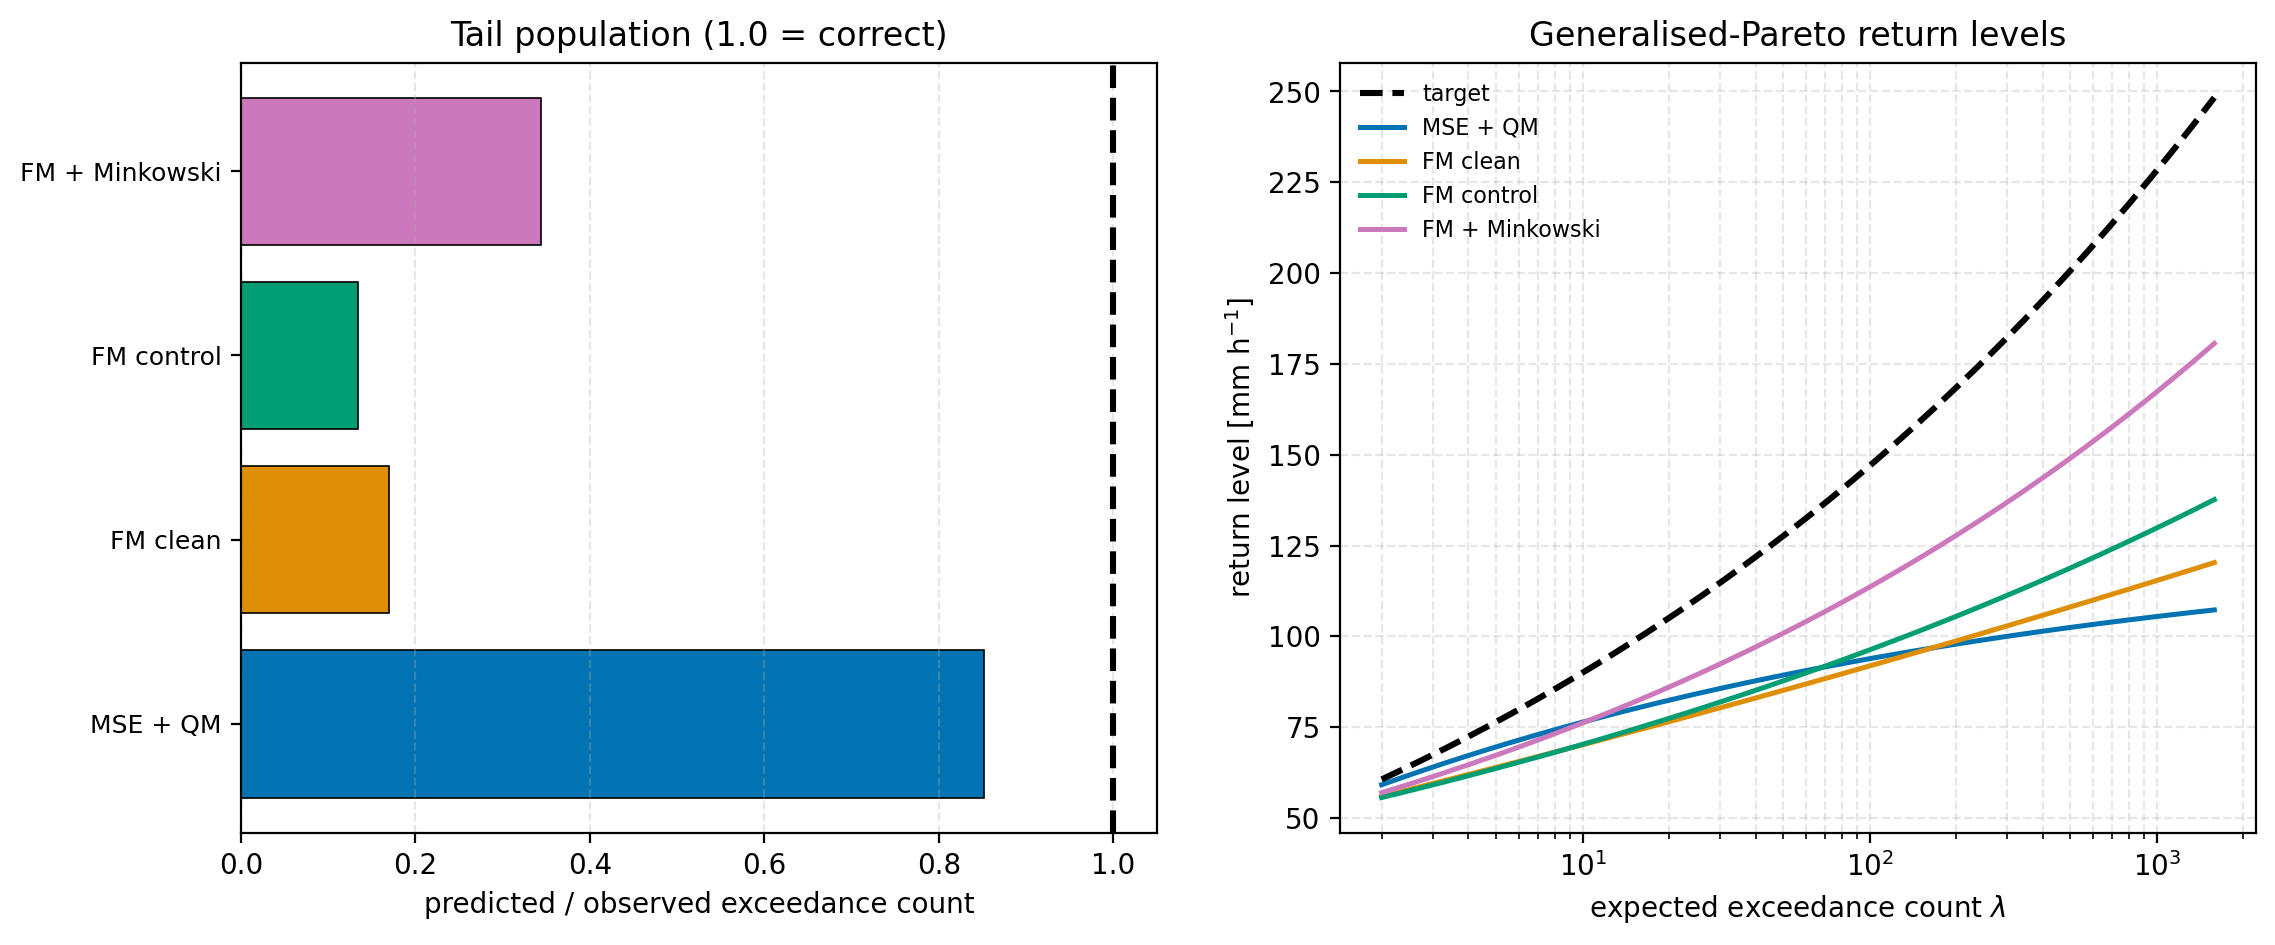 Tail population (1.0 = correct)
FM + Minkowski
FM control
FM clean
MSE + QM
0.0 0.2 0.4 0.6 0.8 1.0
predicted / observed exceedance count
Generalised-Pareto return levels
target
MSE + QM
FM clean
FM control
FM + Minkowski
return level [mm h⁻¹]
250
225
200
175
150
125
100
75
50
10¹ 10² 10³
expected exceedance count λ